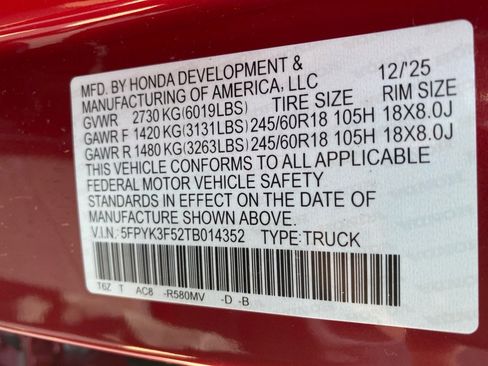 MFD. BY HONDA DEVELOPMENT & 12/'25
MANUFACTURING OF AMERICA, LLC
GVWR 2730 KG(6019LBS) TIRE SIZE RIM SIZE
GAWR F 1420 KG(3131LBS) 245/60R18 105H 18X8.0J
GAWR R 1480 KG(3263LBS) 245/60R18 105H 18X8.0J
THIS VEHICLE CONFORMS TO ALL APPLICABLE
FEDERAL MOTOR VEHICLE SAFETY
STANDARDS IN EFFECT ON THE DATE OF
MANUFACTURE SHOWN ABOVE.
V.I.N.: 5FPYK3F52TB014352 TYPE:TRUCK
T6Z T AC8 -R580MV -D -B